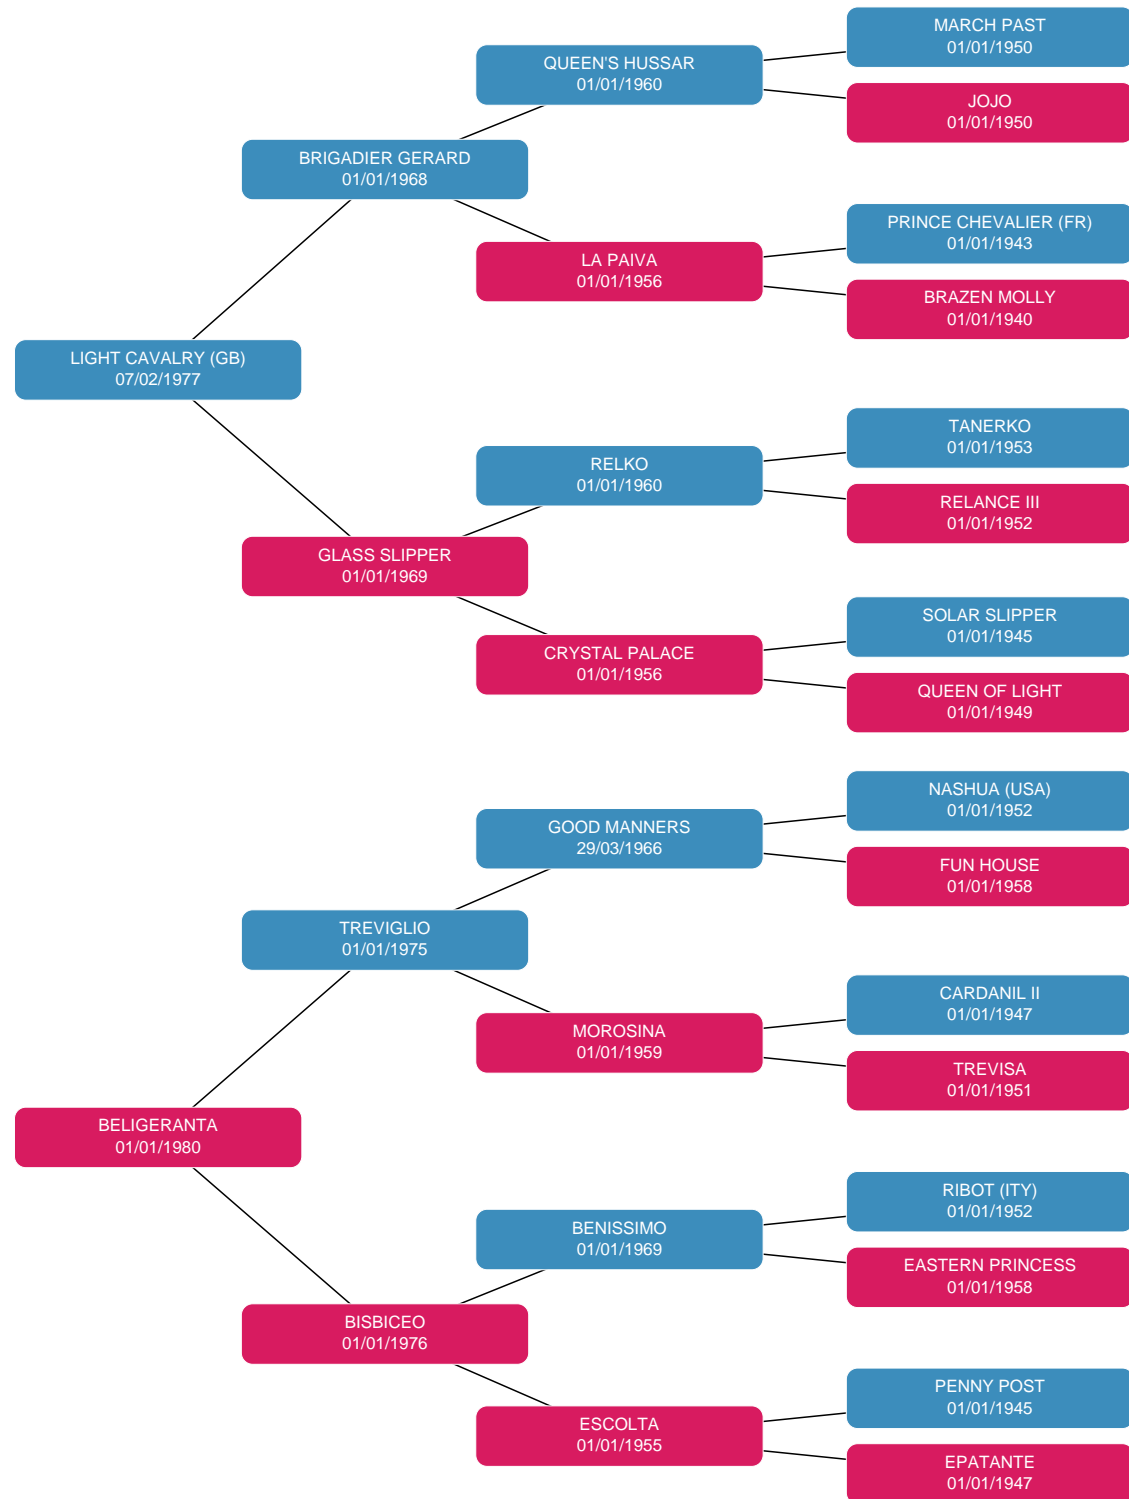 MARCH PAST
01/01/1950
QUEEN'S HUSSAR
01/01/1960
JOJO
01/01/1950
BRIGADIER GERARD
01/01/1968
PRINCE CHEVALIER (FR)
01/01/1943
LA PAIVA
01/01/1956
BRAZEN MOLLY
01/01/1940
LIGHT CAVALRY (GB)
07/02/1977
TANERKO
01/01/1953
RELKO
01/01/1960
RELANCE III
01/01/1952
GLASS SLIPPER
01/01/1969
SOLAR SLIPPER
01/01/1945
CRYSTAL PALACE
01/01/1956
QUEEN OF LIGHT
01/01/1949
NASHUA (USA)
01/01/1952
GOOD MANNERS
29/03/1966
FUN HOUSE
01/01/1958
TREVIGLIO
01/01/1975
CARDANIL II
01/01/1947
MOROSINA
01/01/1959
TREVISA
01/01/1951
BELIGERANTA
01/01/1980
RIBOT (ITY)
01/01/1952
BENISSIMO
01/01/1969
EASTERN PRINCESS
01/01/1958
BISBICEO
01/01/1976
PENNY POST
01/01/1945
ESCOLTA
01/01/1955
EPATANTE
01/01/1947